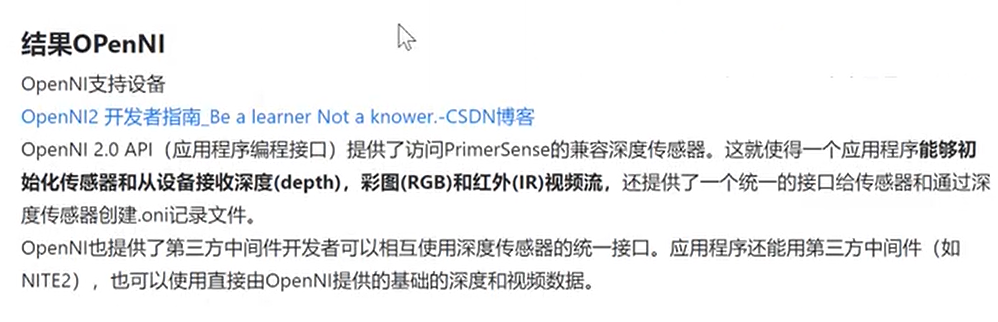 结果OPenNI
OpenNI支持设备
OpenNI2 开发者指南_Be a learner Not a knower.-CSDN博客
OpenNI 2.0 API（应用程序编程接口）提供了访问PrimerSense的兼容深度传感器。这就使得一个应用程序能够初
始化传感器和从设备接收深度(depth)，彩图(RGB)和红外(IR)视频流，还提供了一个统一的接口给传感器和通过深
度传感器创建.oni记录文件。
OpenNI也提供了第三方中间件开发者可以相互使用深度传感器的统一接口。应用程序还能用第三方中间件（如
NITE2），也可以使用直接由OpenNI提供的基础的深度和视频数据。